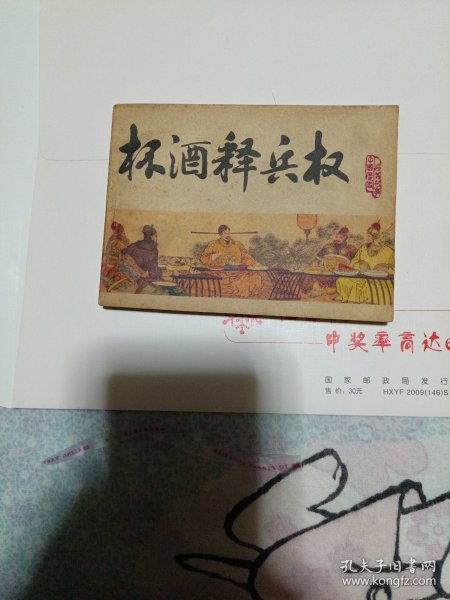 杯酒释兵权
中奖率高达
国家邮政局发行
售价：30元 HXYF 2009(146)S
孔夫子旧书网
www.kongfz.com